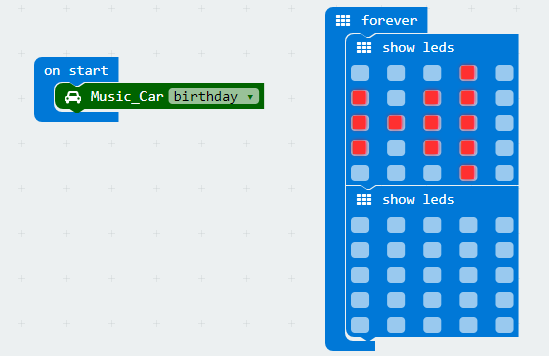 on start
Music_Car birthday
forever
show leds
show leds